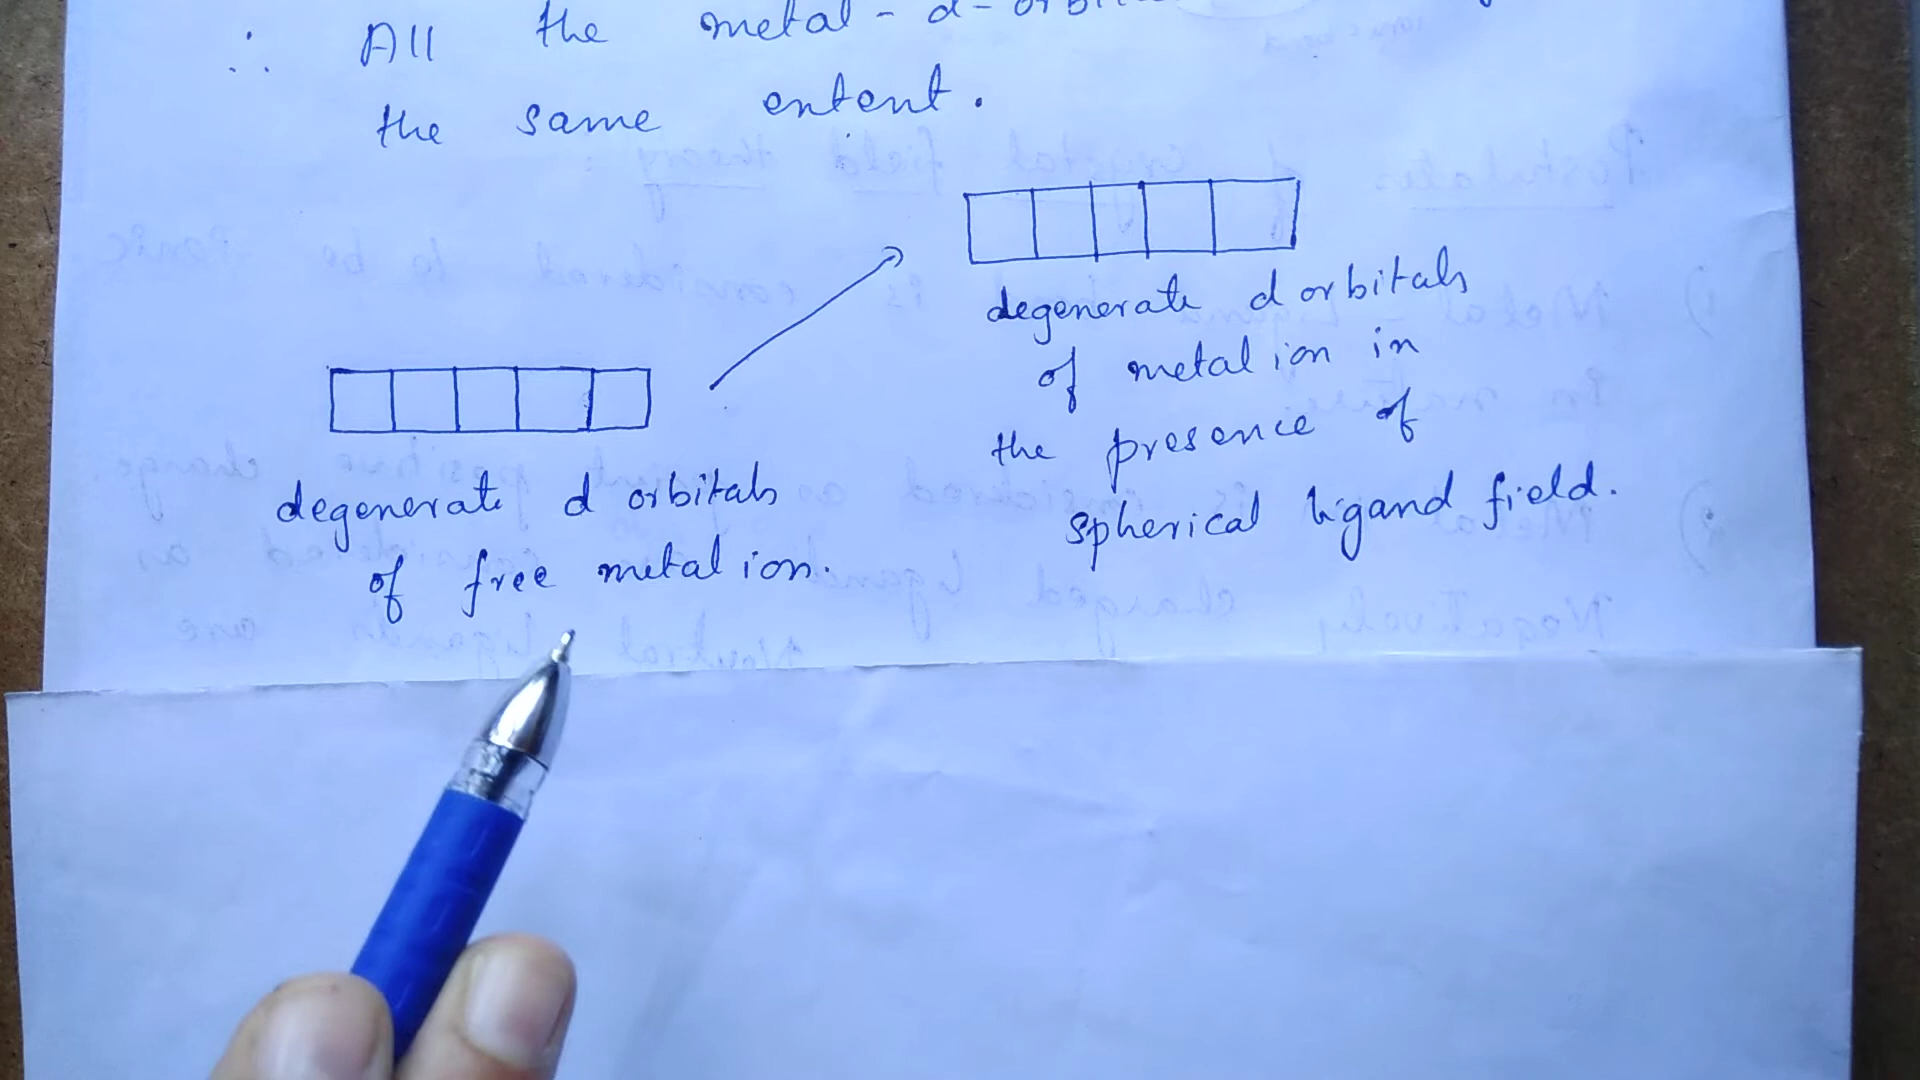 ∴ All the metal - d -
the same entent.
degenerate d orbitals
of metal ion in
the presence of
spherical ligand field.
degenerate d orbitals
of free metal ion.